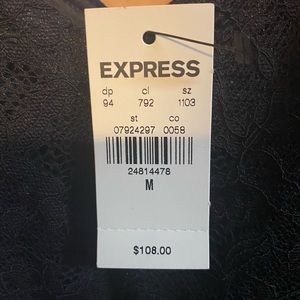 EXPRESS
dp cl sz
94 792 1103
st co
07924297 0058
24814478
M
$108.00